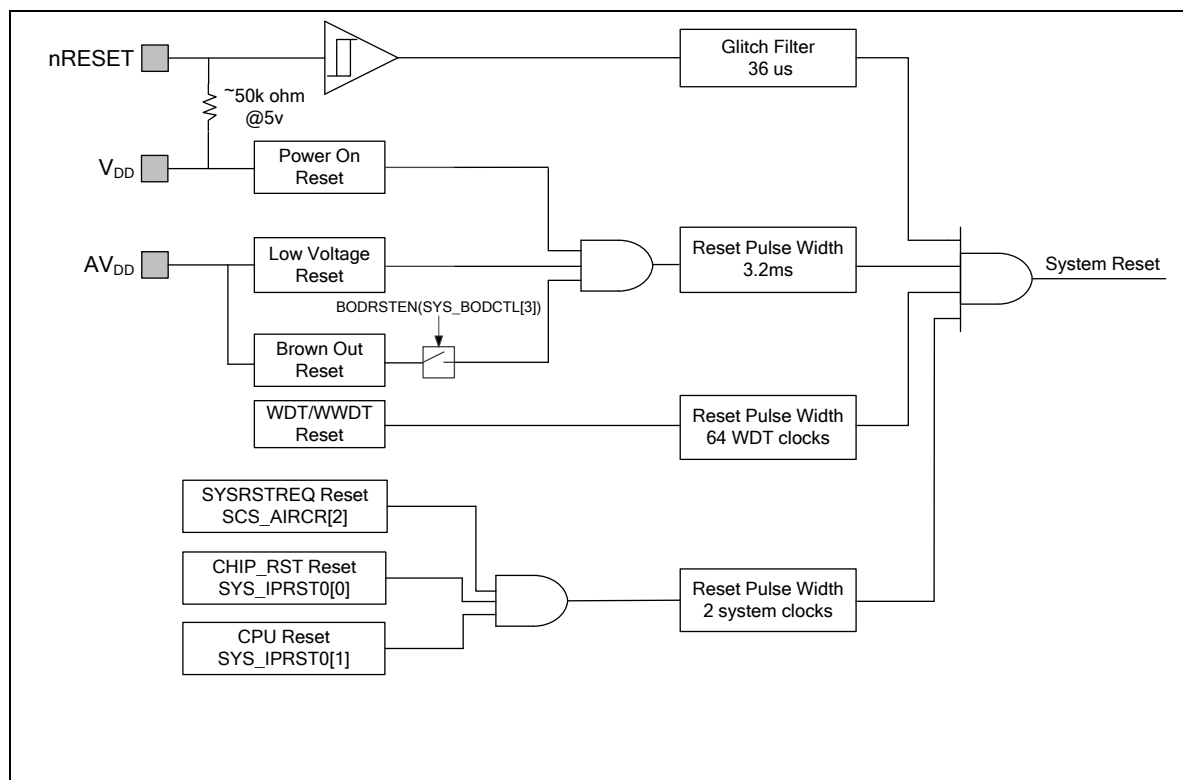 nRESET
Glitch Filter
36 us
~50k ohm
@5v
VDD
Power On
Reset
AVDD
Low Voltage
Reset
Reset Pulse Width
3.2ms
System Reset
BODRSTEN(SYS_BODCTL[3])
Brown Out
Reset
WDT/WWDT
Reset
Reset Pulse Width
64 WDT clocks
SYSRSTREQ Reset
SCS_AIRCR[2]
CHIP_RST Reset
SYS_IPRST0[0]
Reset Pulse Width
2 system clocks
CPU Reset
SYS_IPRST0[1]